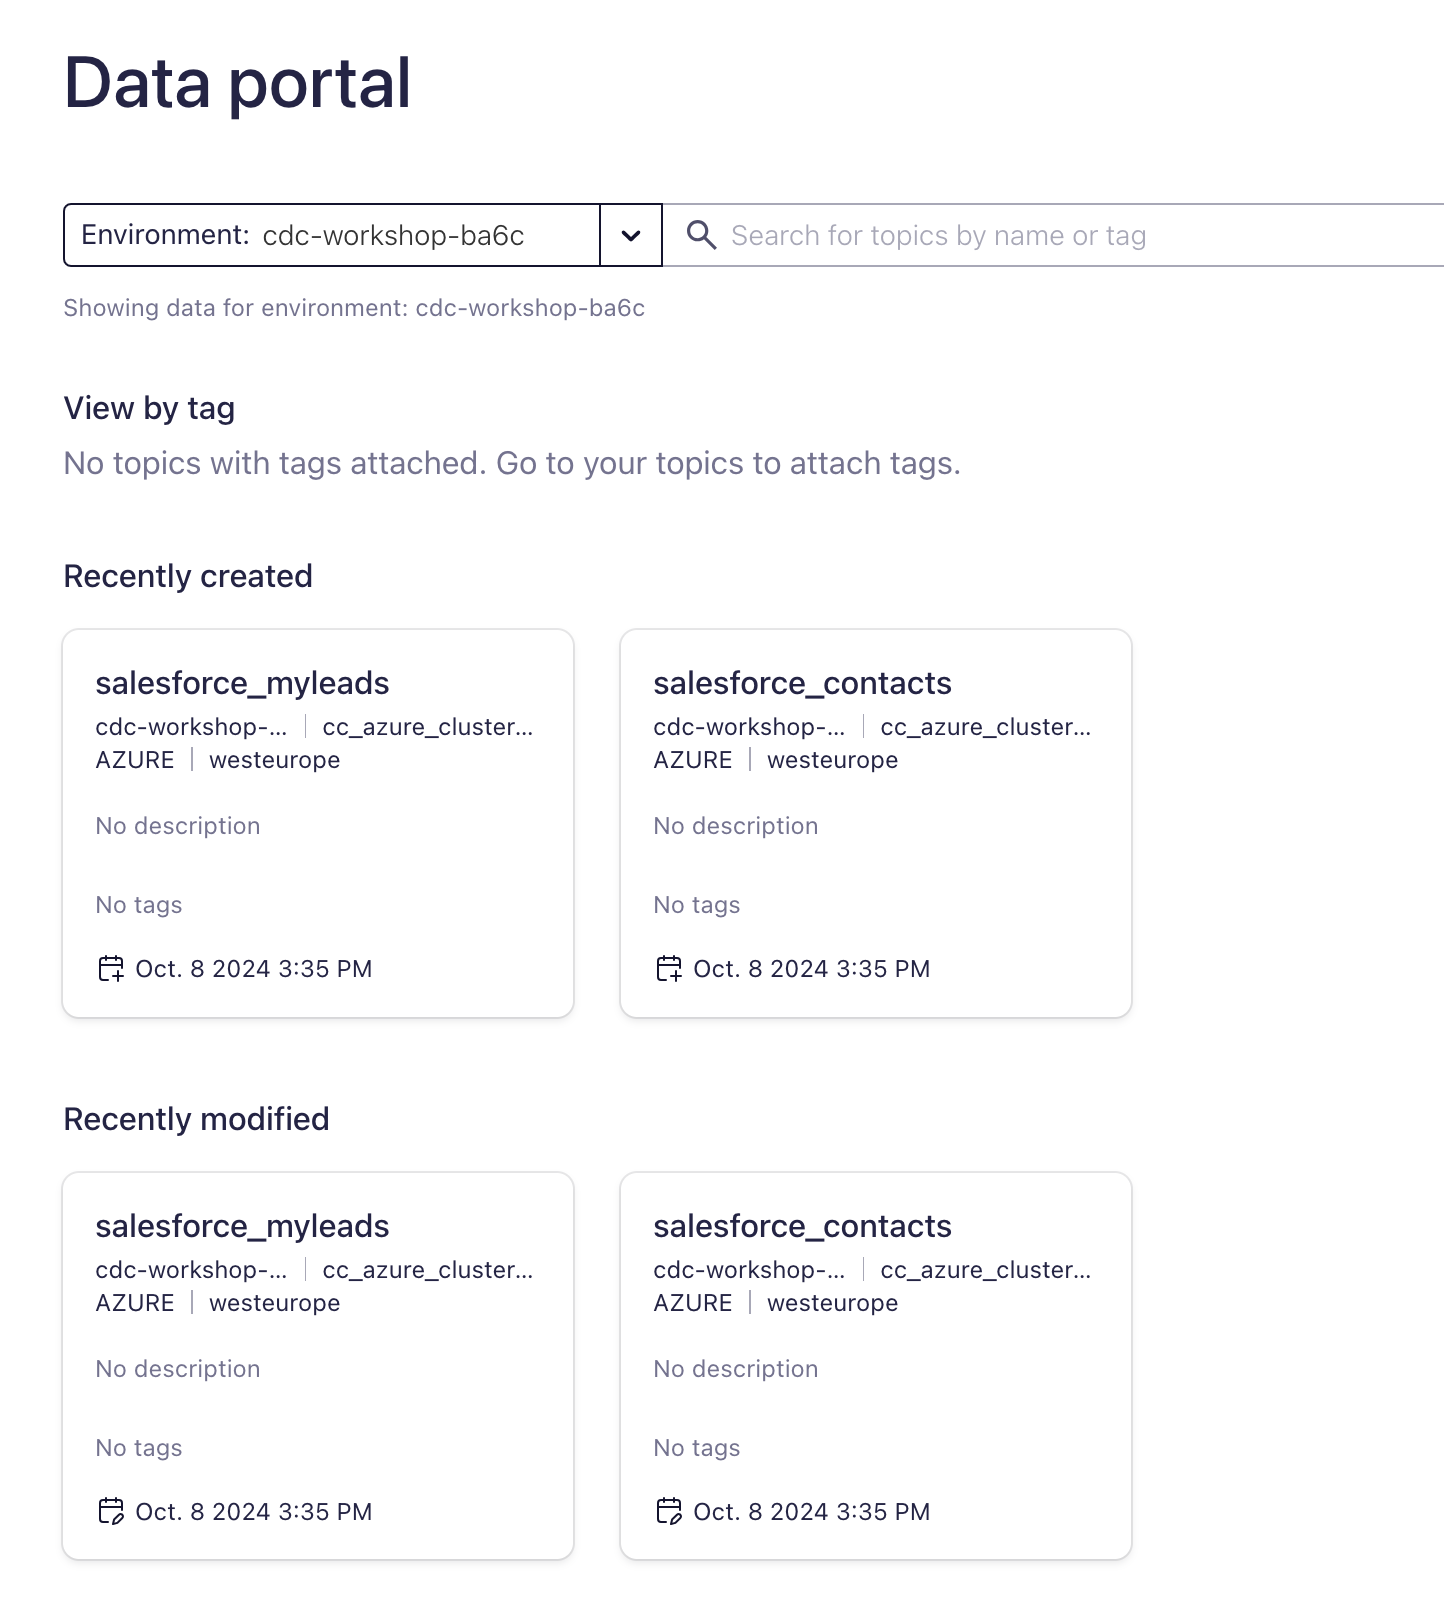 Data portal
Environment: cdc-workshop-ba6c
Search for topics by name or tag
Showing data for environment: cdc-workshop-ba6c
View by tag
No topics with tags attached. Go to your topics to attach tags.
Recently created
salesforce_myleads
cdc-workshop-... | cc_azure_cluster...
AZURE | westeurope
No description
No tags
Oct. 8 2024 3:35 PM
salesforce_contacts
cdc-workshop-... | cc_azure_cluster...
AZURE | westeurope
No description
No tags
Oct. 8 2024 3:35 PM
Recently modified
salesforce_myleads
cdc-workshop-... | cc_azure_cluster...
AZURE | westeurope
No description
No tags
Oct. 8 2024 3:35 PM
salesforce_contacts
cdc-workshop-... | cc_azure_cluster...
AZURE | westeurope
No description
No tags
Oct. 8 2024 3:35 PM